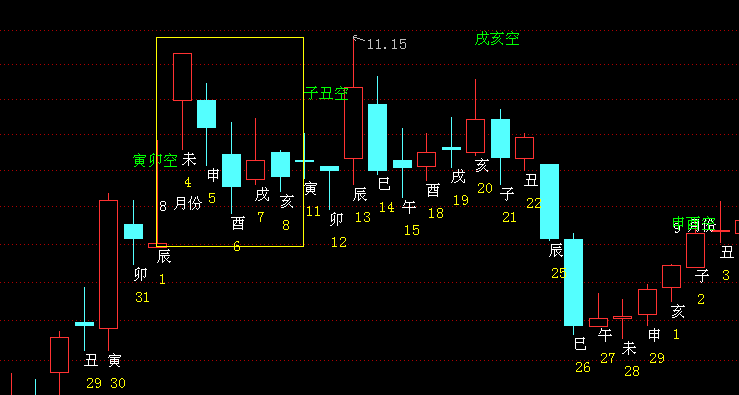 11.15
戌亥空
子丑空
寅卯空
申酉空
8月份
9月份
丑
29
寅
30
卯
31
辰
1
未
4
申
5
酉
6
戌
7
亥
8
寅
11
卯
12
辰
13
巳
14
午
15
酉
18
戌
19
亥
20
子
21
丑
22
辰
25
巳
26
午
27
未
28
申
29
亥
1
子
2
丑
3